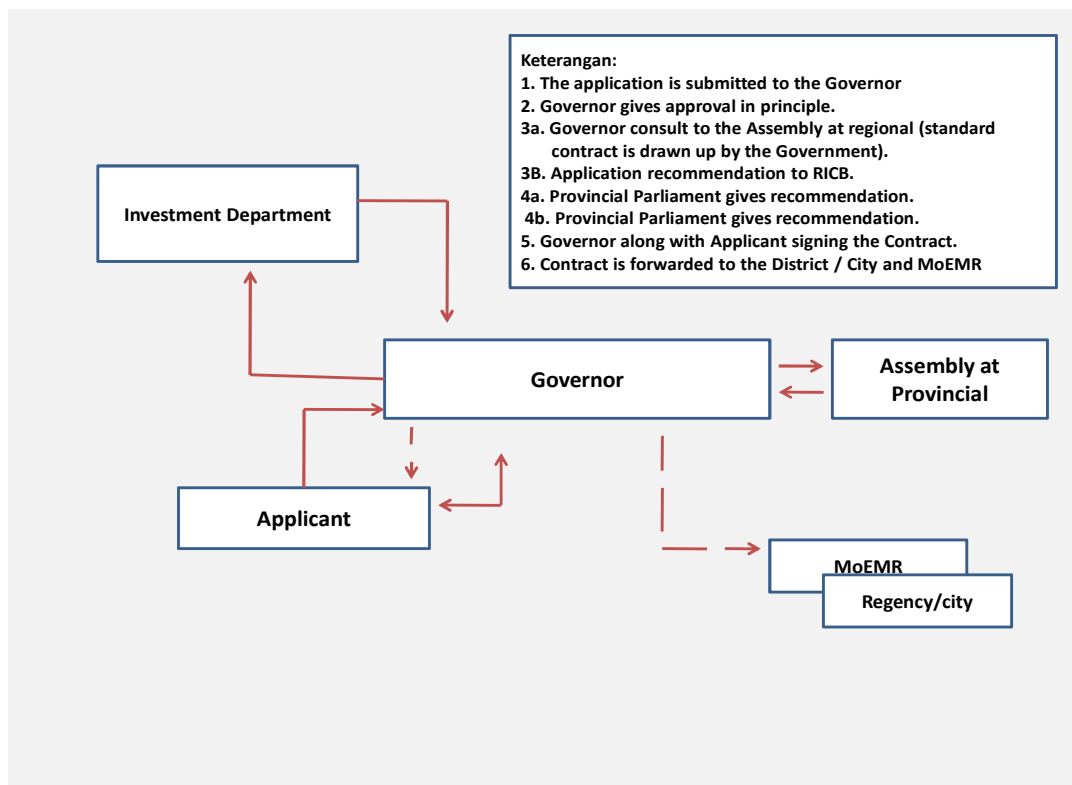 Keterangan:
1. The application is submitted to the Governor
2. Governor gives approval in principle.
3a. Governor consult to the Assembly at regional (standard
contract is drawn up by the Government).
3B. Application recommendation to RICB.
4a. Provincial Parliament gives recommendation.
4b. Provincial Parliament gives recommendation.
5. Governor along with Applicant signing the Contract.
6. Contract is forwarded to the District / City and MoEMR
Investment Department
Governor
Assembly at
Provincial
Applicant
MoEMR
Regency/city